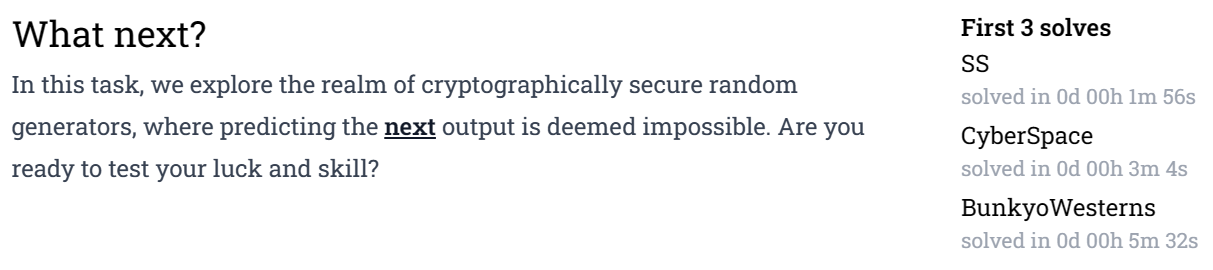 What next?
In this task, we explore the realm of cryptographically secure random
generators, where predicting the next output is deemed impossible. Are you
ready to test your luck and skill?
First 3 solves
SS
solved in 0d 00h 1m 56s
CyberSpace
solved in 0d 00h 3m 4s
BunkyoWesterns
solved in 0d 00h 5m 32s